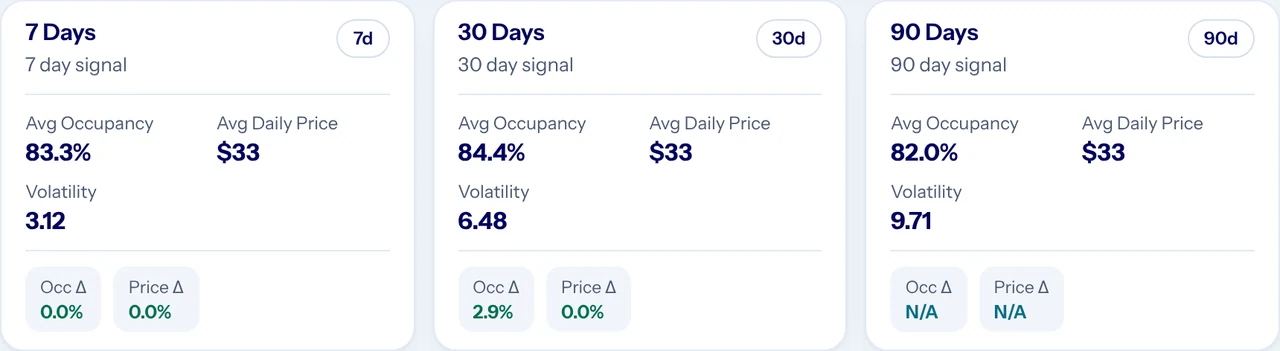 7 Days
7d
7 day signal
Avg Occupancy
Avg Daily Price
83.3%
$33
Volatility
3.12
Occ Δ
Price Δ
0.0%
0.0%
30 Days
30d
30 day signal
Avg Occupancy
Avg Daily Price
84.4%
$33
Volatility
6.48
Occ Δ
Price Δ
2.9%
0.0%
90 Days
90d
90 day signal
Avg Occupancy
Avg Daily Price
82.0%
$33
Volatility
9.71
Occ Δ
Price Δ
N/A
N/A